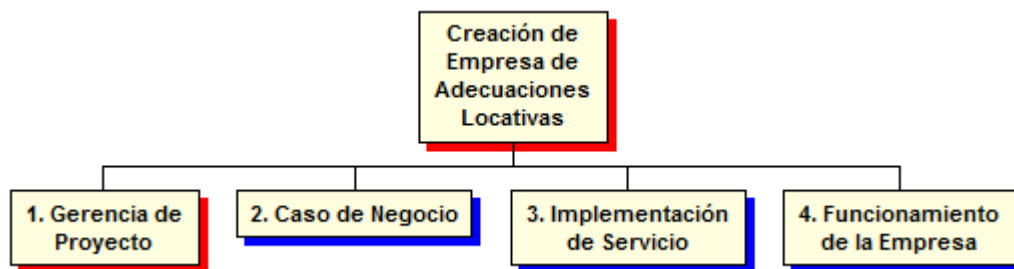 Creación de
Empresa de
Adecuaciones
Locativas
1. Gerencia de
Proyecto
2. Caso de Negocio
3. Implementación
de Servicio
4. Funcionamiento
de la Empresa